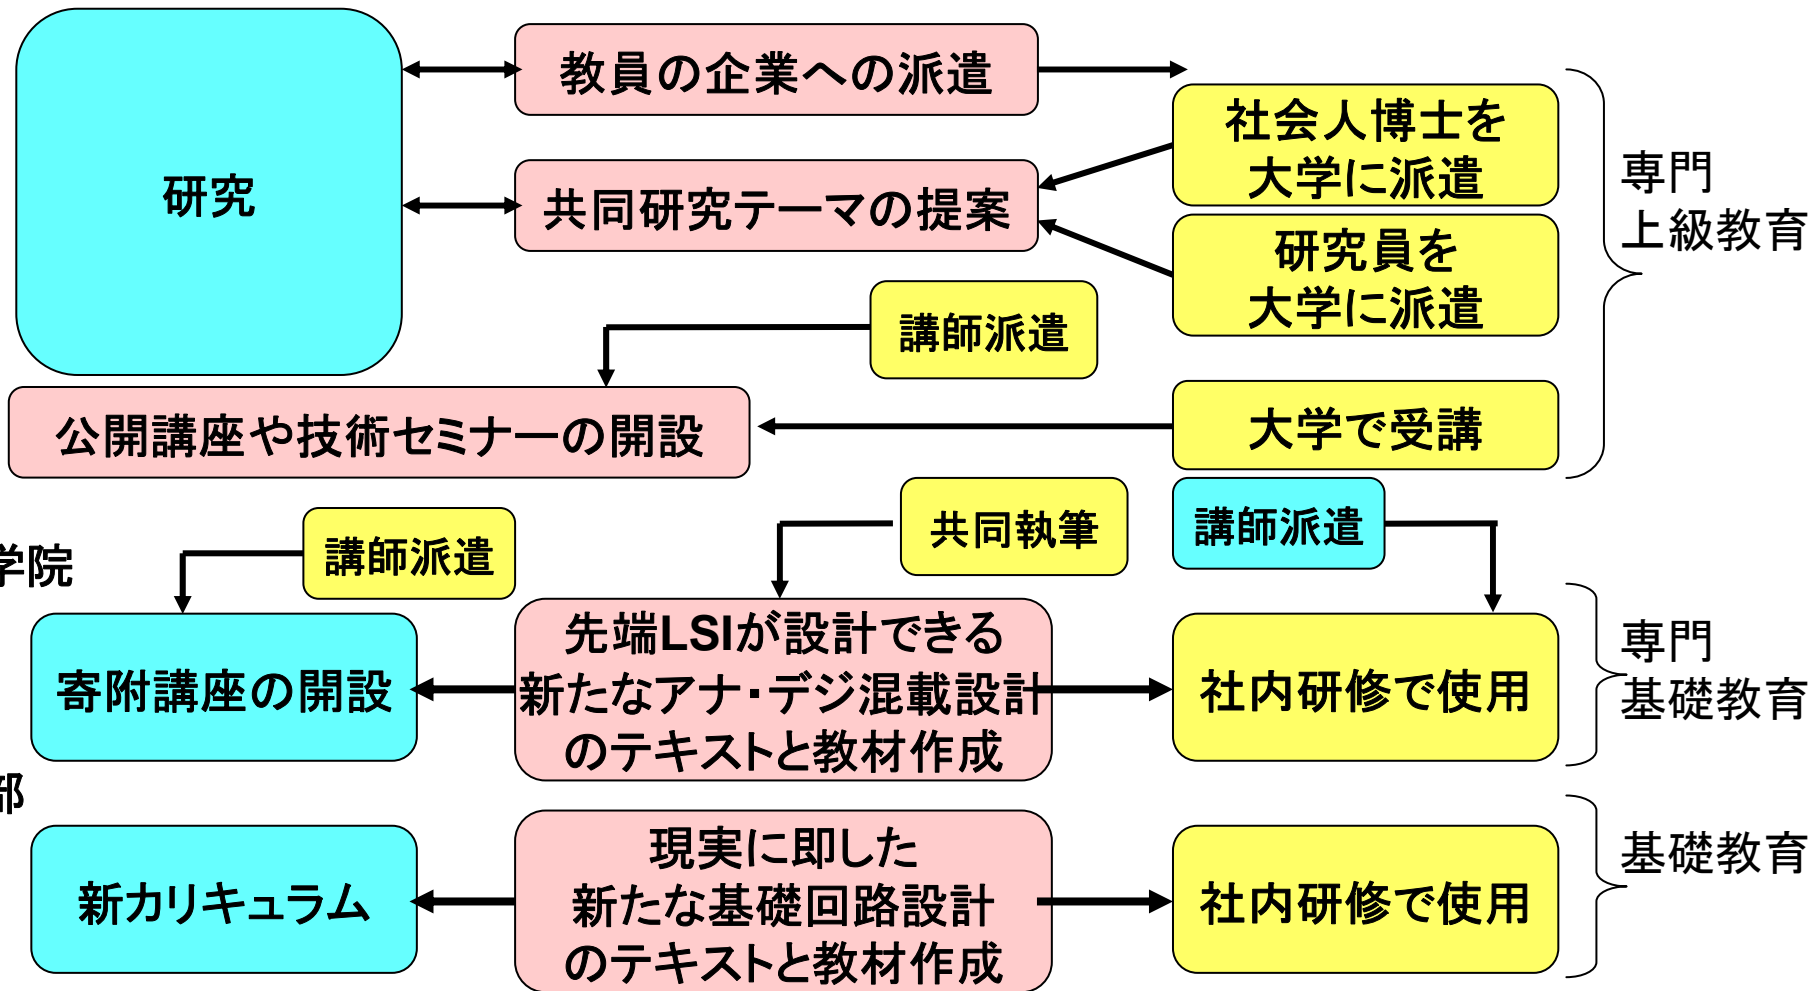 教員の企業への派遣
研究
共同研究テーマの提案
社会人博士を
大学に派遣
研究員を
大学に派遣
専門
上級教育
講師派遣
公開講座や技術セミナーの開設
大学で受講
学院
講師派遣
共同執筆
講師派遣
寄附講座の開設
先端LSIが設計できる
新たなアナ・デジ混載設計
のテキストと教材作成
社内研修で使用
専門
基礎教育
部
新カリキュラム
現実に即した
新たな基礎回路設計
のテキストと教材作成
社内研修で使用
基礎教育